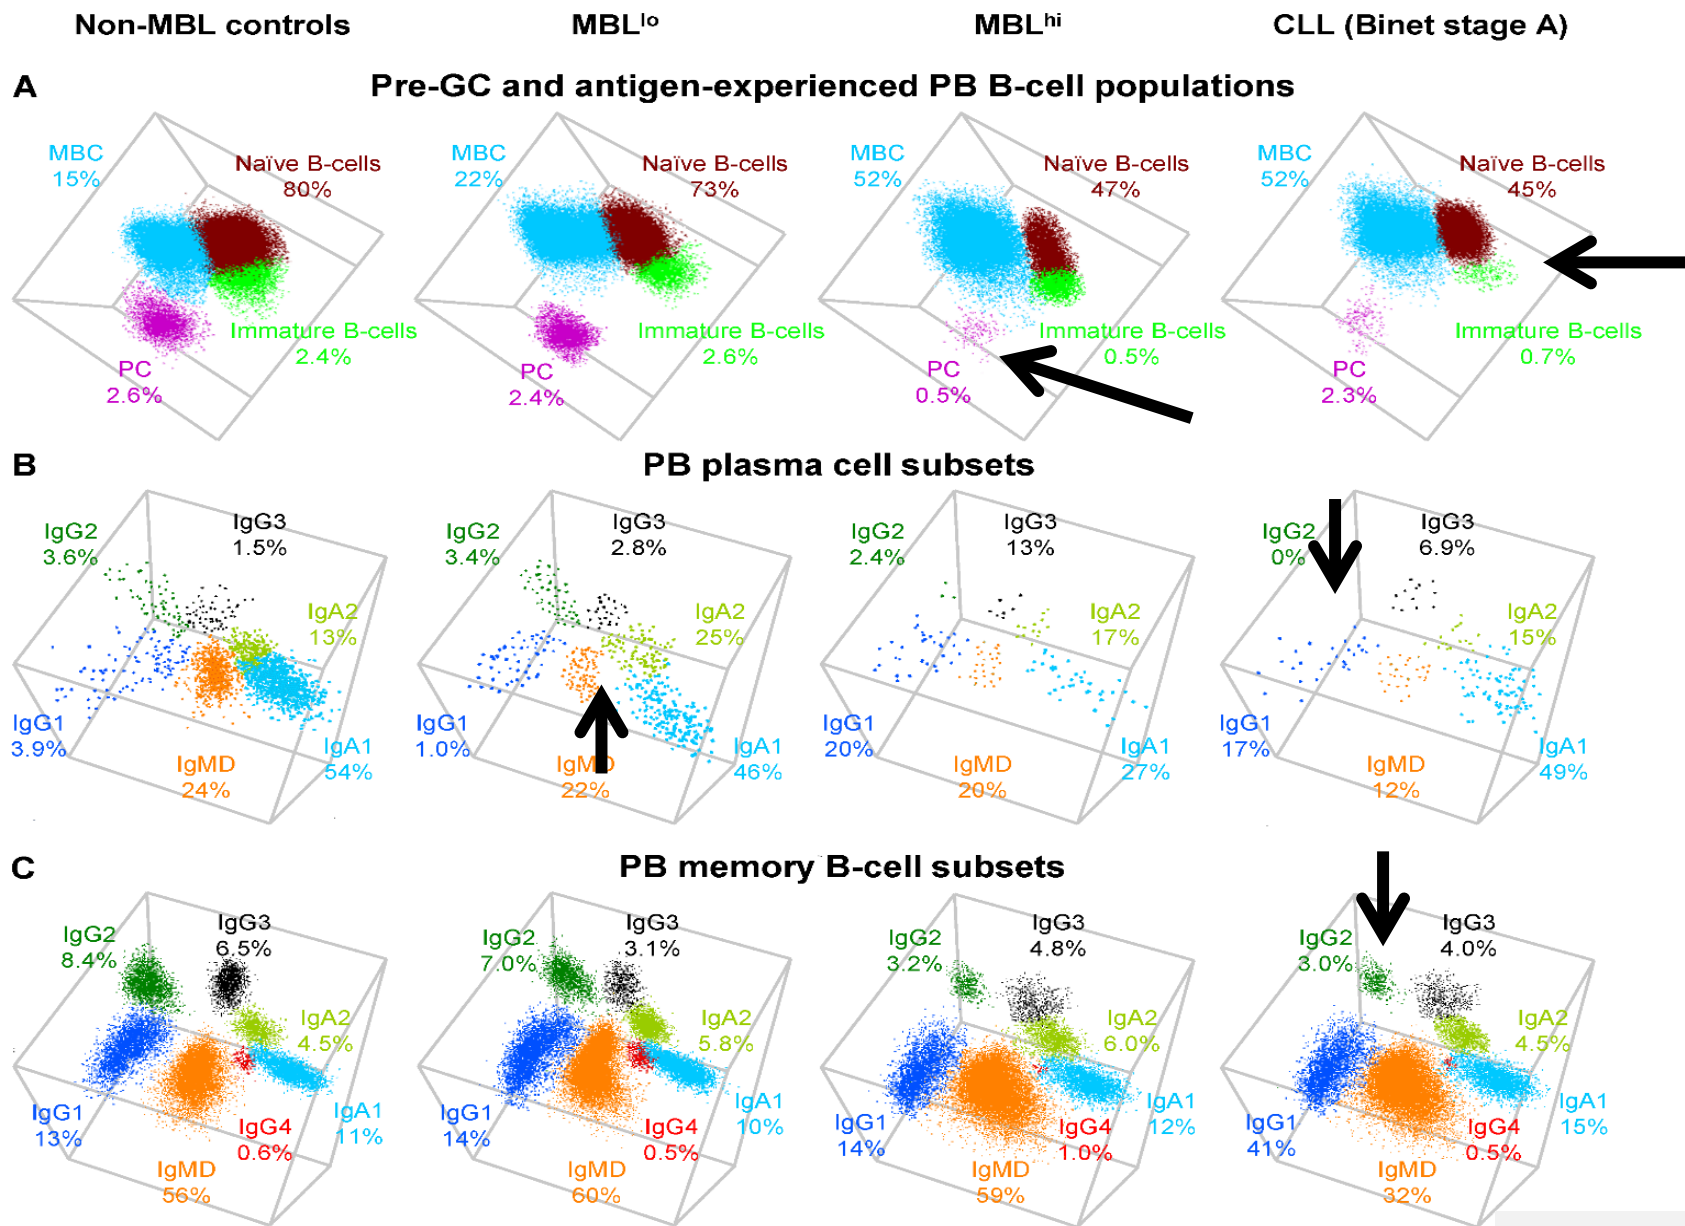 Non-MBL controls
MBLlo
MBLhi
CLL (Binet stage A)
A
Pre-GC and antigen-experienced PB B-cell populations
MBC
15%
Naïve B-cells
80%
Immature B-cells
2.4%
PC
2.6%
MBC
22%
Naïve B-cells
73%
Immature B-cells
2.6%
PC
2.4%
MBC
52%
Naïve B-cells
47%
Immature B-cells
0.5%
PC
0.5%
MBC
52%
Naïve B-cells
45%
Immature B-cells
0.7%
PC
2.3%
B
PB plasma cell subsets
IgG2
3.6%
IgG3
1.5%
IgA2
13%
IgG1
3.9%
IgMD
24%
IgA1
54%
IgG2
3.4%
IgG3
2.8%
IgA2
25%
IgG1
1.0%
IgMD
22%
IgA1
46%
IgG2
2.4%
IgG3
13%
IgA2
17%
IgG1
20%
IgMD
20%
IgA1
27%
IgG2
0%
IgG3
6.9%
IgA2
15%
IgG1
17%
IgMD
12%
IgA1
49%
C
PB memory B-cell subsets
IgG2
8.4%
IgG3
6.5%
IgA2
4.5%
IgG1
13%
IgMD
56%
IgG4
0.6%
IgA1
11%
IgG2
7.0%
IgG3
3.1%
IgA2
5.8%
IgG1
14%
IgMD
60%
IgG4
0.5%
IgA1
10%
IgG2
3.2%
IgG3
4.8%
IgA2
6.0%
IgG1
14%
IgMD
59%
IgG4
1.0%
IgA1
12%
IgG2
3.0%
IgG3
4.0%
IgA2
4.5%
IgG1
41%
IgMD
32%
IgG4
0.5%
IgA1
15%